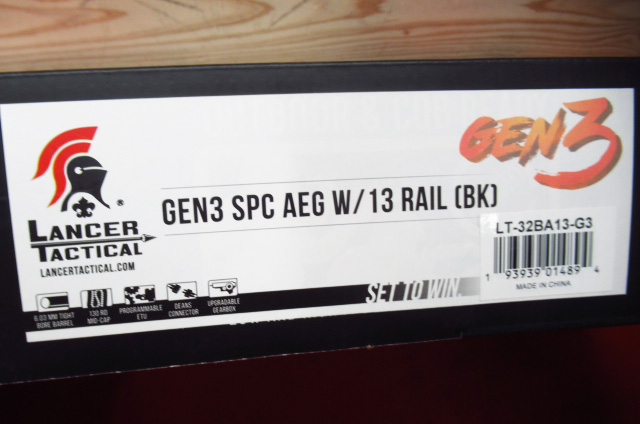 GEN3
LANCER
TACTICAL
®
LANCERTACTICAL.COM
GEN3 SPC AEG W/13 RAIL (BK)
LT-32BA13-G3
1 93939 01489 4
MADE IN CHINA
SET TO WIN.
6.03 MM TIGHT
BORE BARREL
130 RD
MID-CAP
PROGRAMMABLE
ETU
DEANS
CONNECTOR
UPGRADABLE
GEARBOX